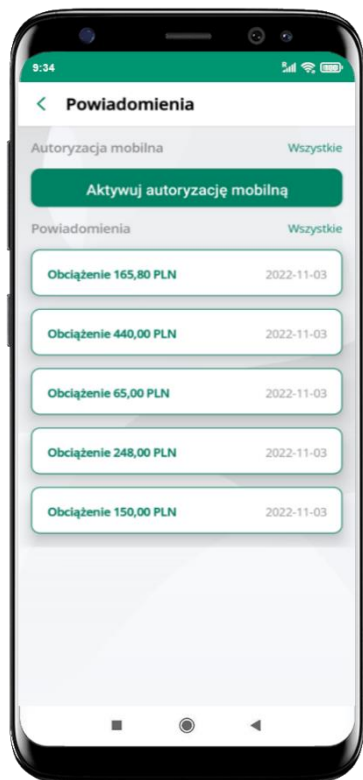 9:34
Powiadomienia
Autoryzacja mobilna Wszystkie
Aktywuj autoryzację mobilną
Powiadomienia Wszystkie
Obciążenie 165,80 PLN 2022-11-03
Obciążenie 440,00 PLN 2022-11-03
Obciążenie 65,00 PLN 2022-11-03
Obciążenie 248,00 PLN 2022-11-03
Obciążenie 150,00 PLN 2022-11-03